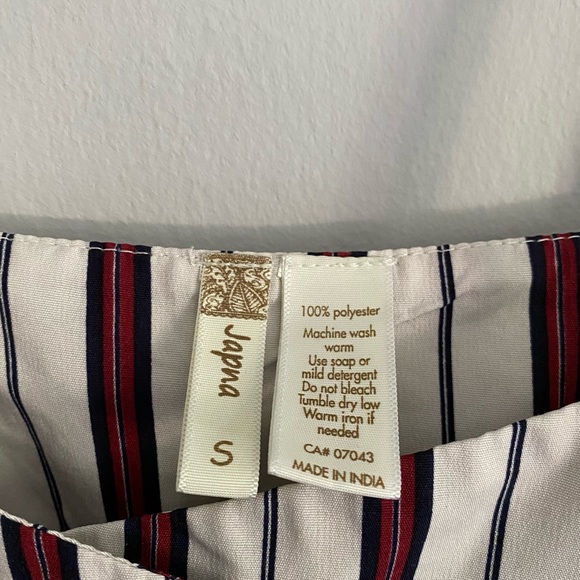 Japna
S
100% polyester
Machine wash
warm
Use soap or
mild detergent
Do not bleach
Tumble dry low
Warm iron if
needed
CA# 07043
MADE IN INDIA